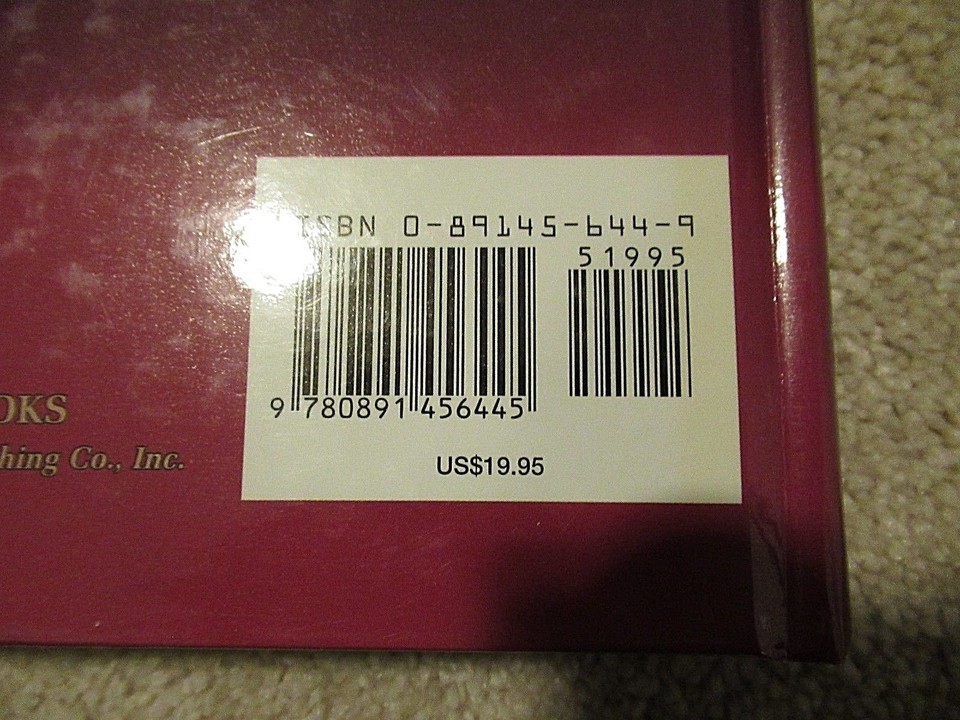 ISBN 0-89145-644-9
51995
9 780891 456445
US$19.95
OKS
hing Co., Inc.